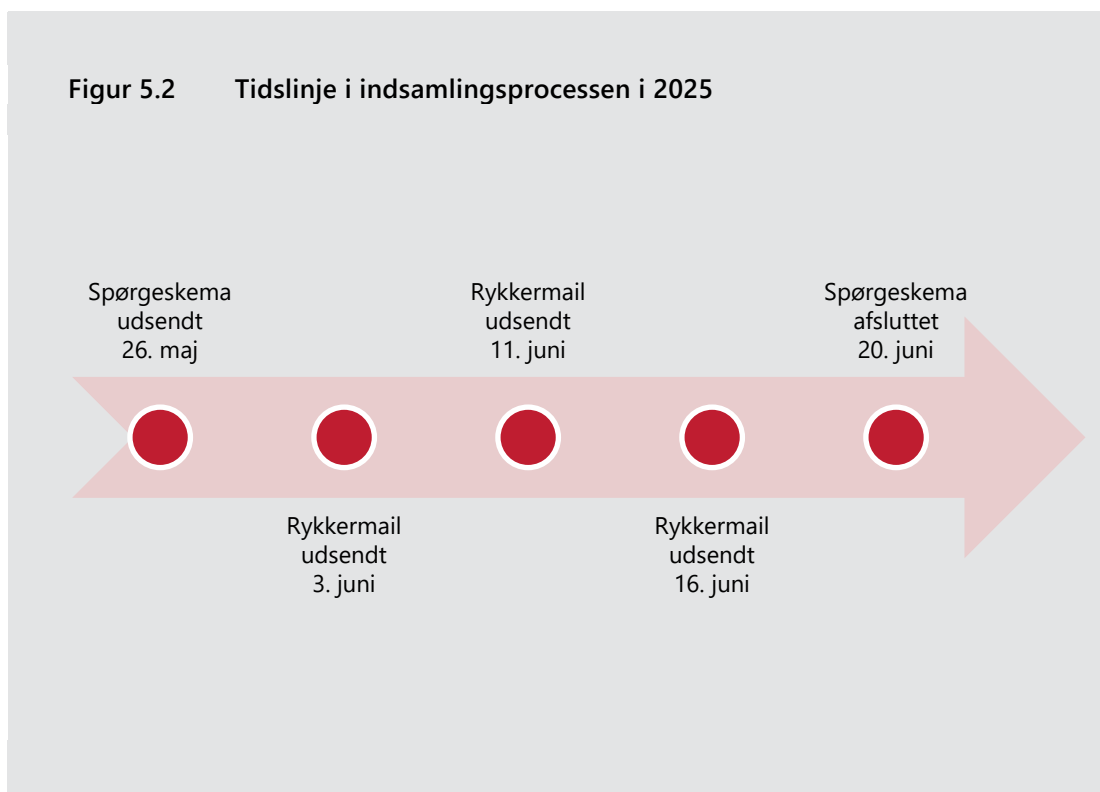 Figur 5.2 Tidslinje i indsamlingsprocessen i 2025
Spørgeskema
udsendt
26. maj
Rykkermail
udsendt
3. juni
Rykkermail
udsendt
11. juni
Rykkermail
udsendt
16. juni
Spørgeskema
afsluttet
20. juni